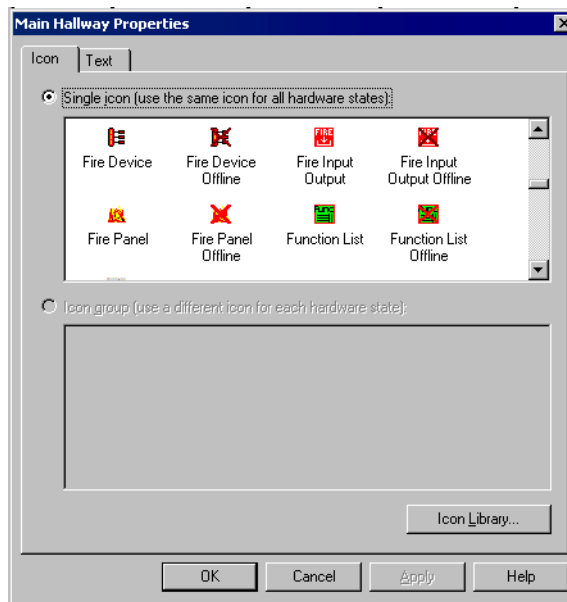 Main Hallway Properties
Icon Text
Single icon (use the same icon for all hardware states):
Fire Device Fire Device Offline Fire Input Output Fire Input Output Offline
Fire Panel Fire Panel Offline Function List Function List Offline
Icon group (use a different icon for each hardware state):
Icon Library...
OK Cancel Apply Help